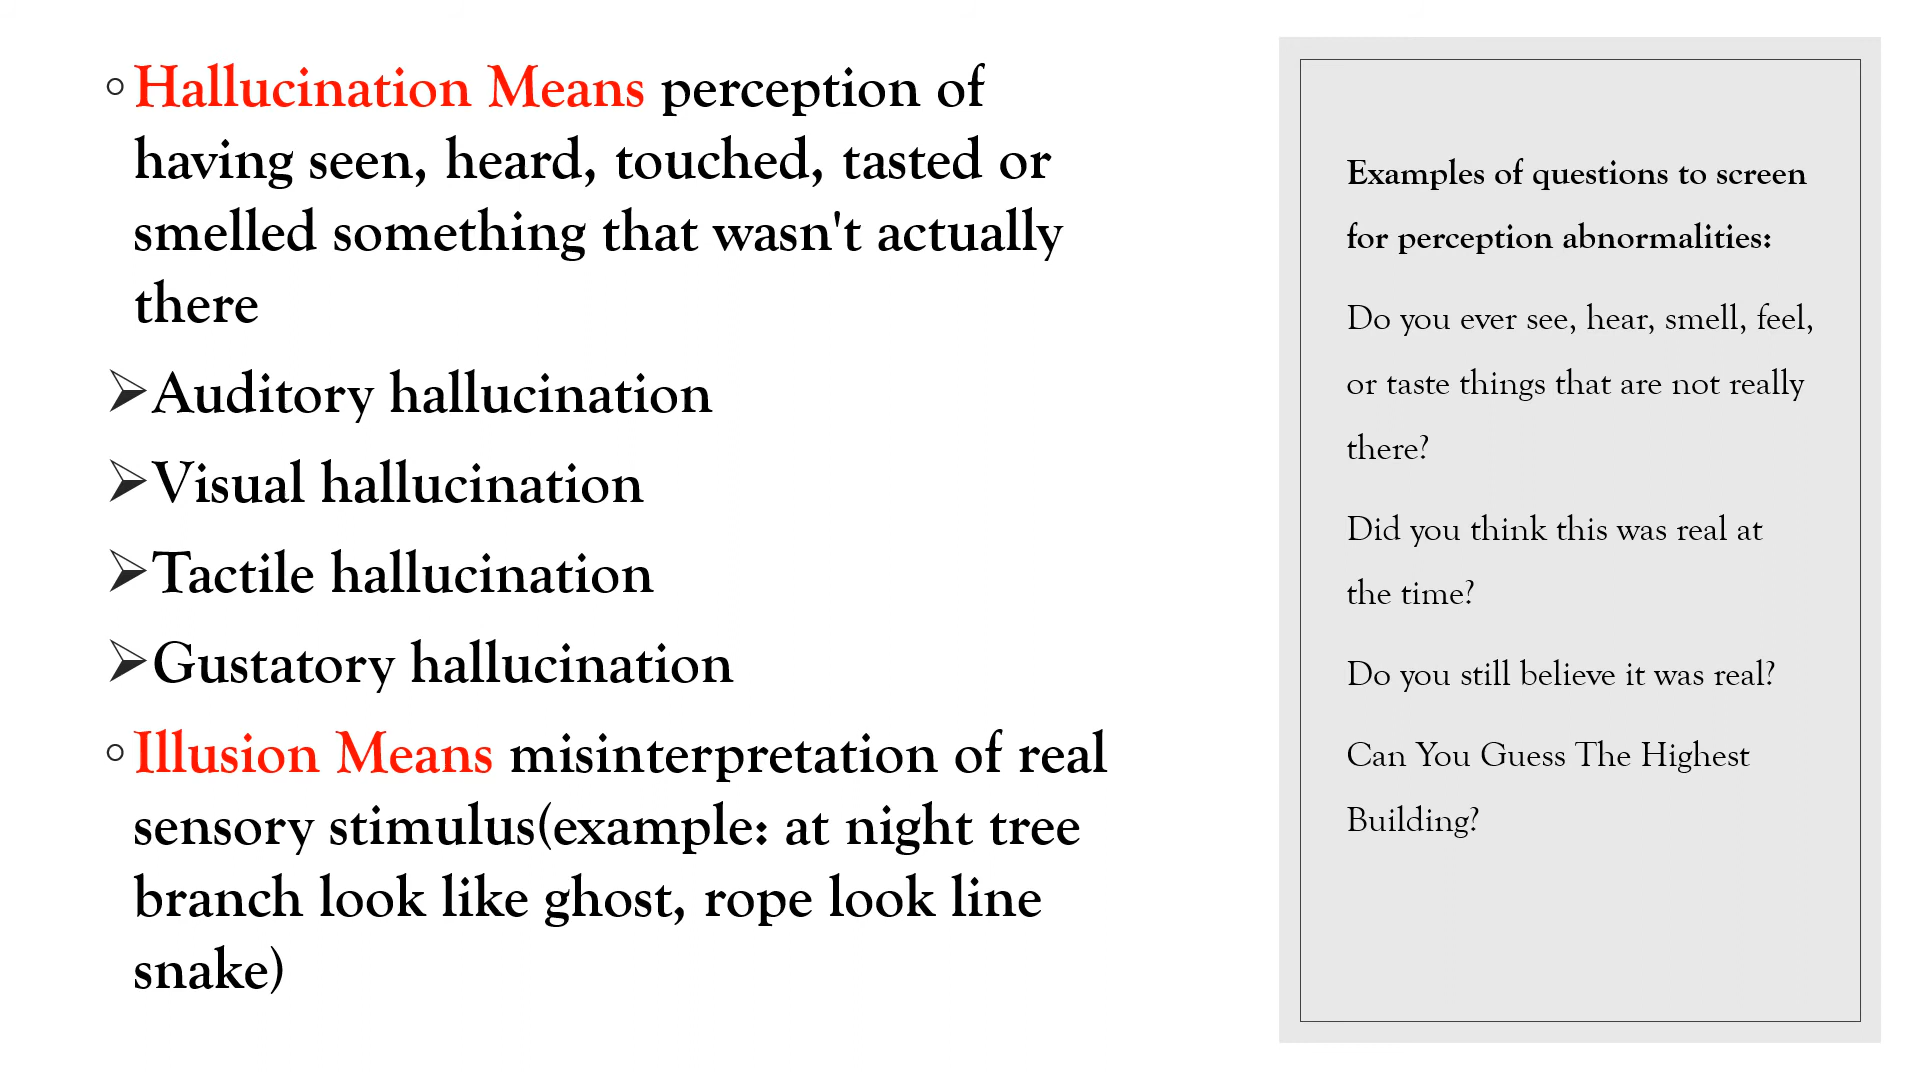 Hallucination Means perception of
having seen, heard, touched, tasted or
smelled something that wasn't actually
there
Auditory hallucination
Visual hallucination
Tactile hallucination
Gustatory hallucination
Illusion Means misinterpretation of real
sensory stimulus(example: at night tree
branch look like ghost, rope look line
snake)
Examples of questions to screen
for perception abnormalities:
Do you ever see, hear, smell, feel,
or taste things that are not really
there?
Did you think this was real at
the time?
Do you still believe it was real?
Can You Guess The Highest
Building?